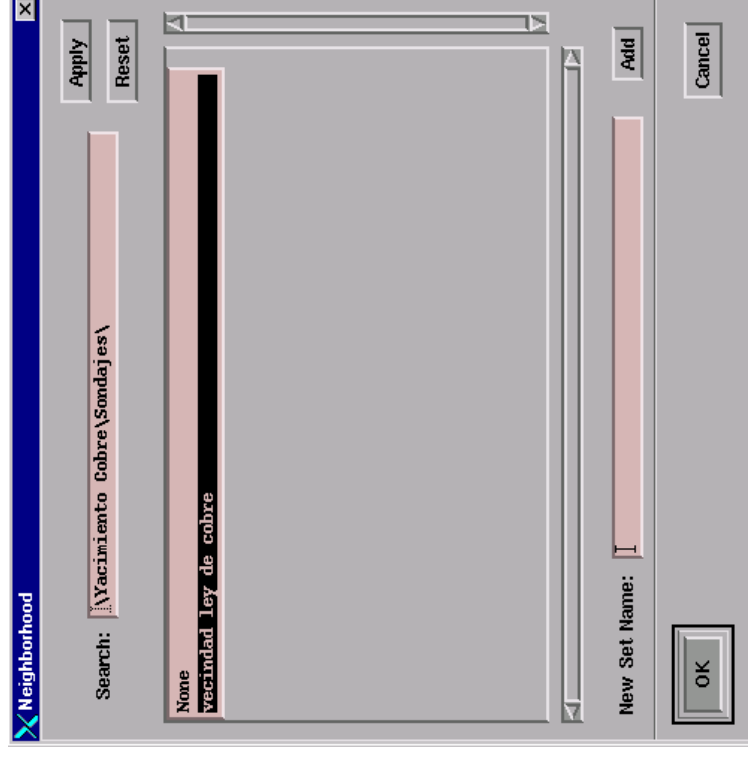 Neighborhood
Search: \Yacimiento Cobre\Sondajes\
Apply
Reset
None
vecindad ley de cobre
New Set Name:
Add
OK
Cancel